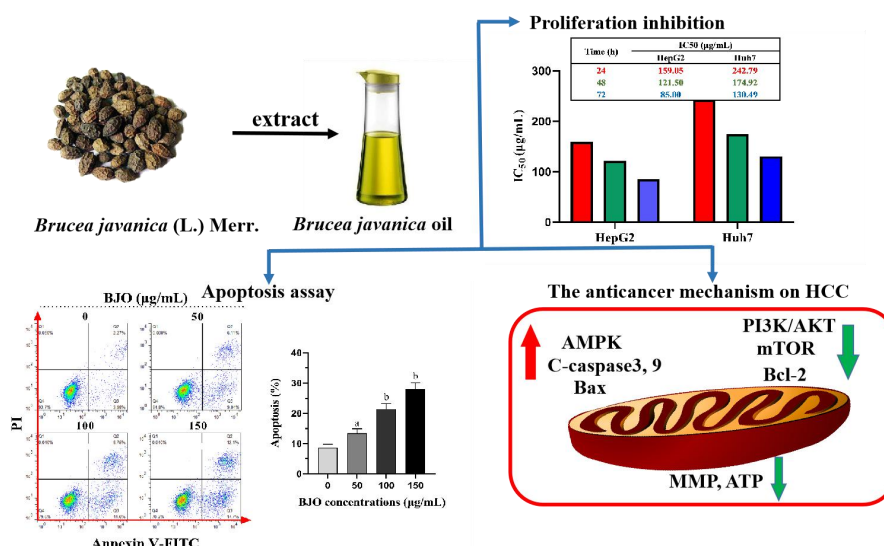 Proliferation inhibition
Time (h) IC50 (µg/mL)
HepG2 Huh7
24 159.05 242.79
48 121.50 174.92
72 85.00 130.49
300
200
100
0
IC50 (µg/mL)
HepG2 Huh7
extract
Brucea javanica (L.) Merr.
Brucea javanica oil
Apoptosis assay
BJO (µg/mL)
0 50
100 150
PI
Annexin V-FITC
40
30
20
10
0
Apoptosis (%)
a b b
0 50 100 150
BJO concentrations (µg/mL)
The anticancer mechanism on HCC
AMPK
C-caspase3, 9
Bax
PI3K/AKT
mTOR
Bcl-2
MMP, ATP